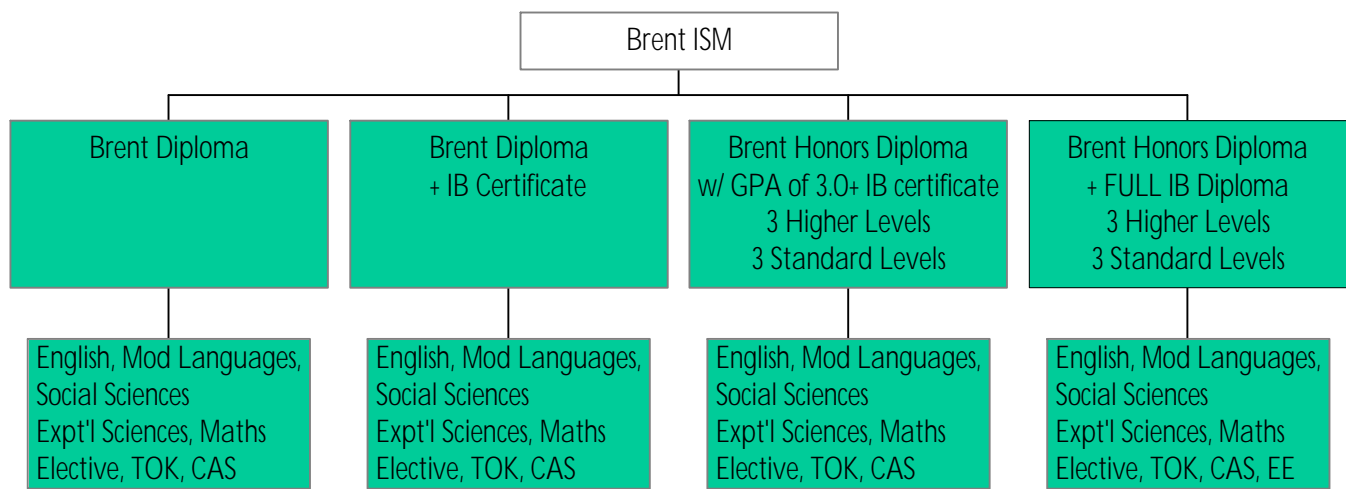 Brent ISM
Brent Diploma
Brent Diploma
+ IB Certificate
Brent Honors Diploma
w/ GPA of 3.0+ IB certificate
3 Higher Levels
3 Standard Levels
Brent Honors Diploma
+ FULL IB Diploma
3 Higher Levels
3 Standard Levels
English, Mod Languages,
Social Sciences
Expt'l Sciences, Maths
Elective, TOK, CAS
English, Mod Languages,
Social Sciences
Expt'l Sciences, Maths
Elective, TOK, CAS
English, Mod Languages,
Social Sciences
Expt'l Sciences, Maths
Elective, TOK, CAS
English, Mod Languages,
Social Sciences
Expt'l Sciences, Maths
Elective, TOK, CAS, EE